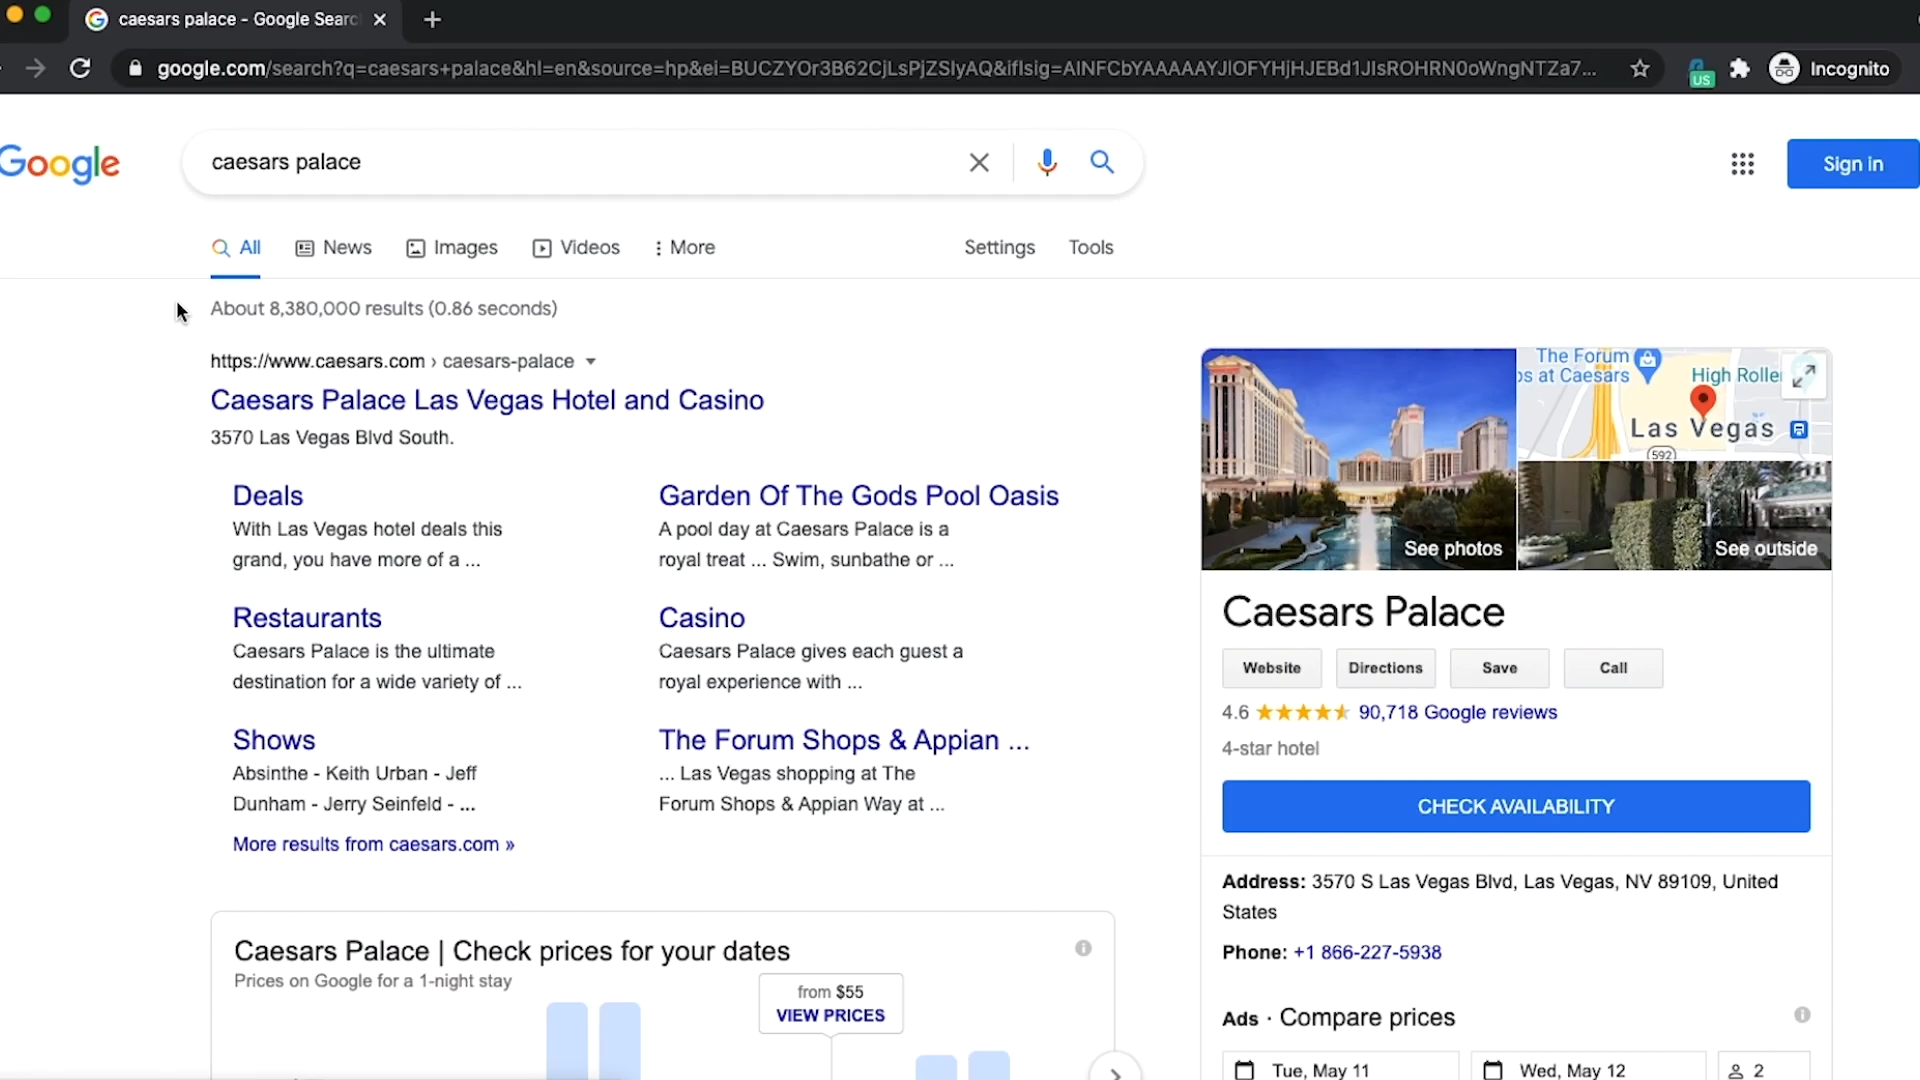 caesars palace - Google Searc
google.com/search?q=caesars+palace&hl=en&source=hp&ei=BUCZYOr3B62CjLsPjZSIyAQ&iflsig=AINFCbYAAAAAYJlOFYHjHJEBd1JIsROHRN0oWngNTZa7...
US
Incognito
Google
caesars palace
Sign in
All
News
Images
Videos
More
Settings
Tools
About 8,380,000 results (0.86 seconds)
https://www.caesars.com › caesars-palace
Caesars Palace Las Vegas Hotel and Casino
3570 Las Vegas Blvd South.
Deals
With Las Vegas hotel deals this
grand, you have more of a ...
Garden Of The Gods Pool Oasis
A pool day at Caesars Palace is a
royal treat ... Swim, sunbathe or ...
Restaurants
Caesars Palace is the ultimate
destination for a wide variety of ...
Casino
Caesars Palace gives each guest a
royal experience with ...
Shows
Absinthe - Keith Urban - Jeff
Dunham - Jerry Seinfeld - ...
The Forum Shops & Appian ...
... Las Vegas shopping at The
Forum Shops & Appian Way at ...
More results from caesars.com »
Caesars Palace | Check prices for your dates
Prices on Google for a 1-night stay
from $55
VIEW PRICES
The Forum
ps at Caesars
High Roller
Las Vegas
592
See photos
See outside
Caesars Palace
Website
Directions
Save
Call
4.6
90,718 Google reviews
4-star hotel
CHECK AVAILABILITY
Address: 3570 S Las Vegas Blvd, Las Vegas, NV 89109, United
States
Phone: +1 866-227-5938
Ads · Compare prices
Tue, May 11
Wed, May 12
2